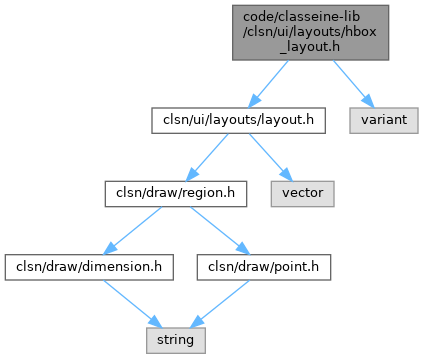 code/classeine-lib
/clsn/ui/layouts/hbox
_layout.h
clsn/ui/layouts/layout.h
variant
clsn/draw/region.h
vector
clsn/draw/dimension.h
clsn/draw/point.h
string